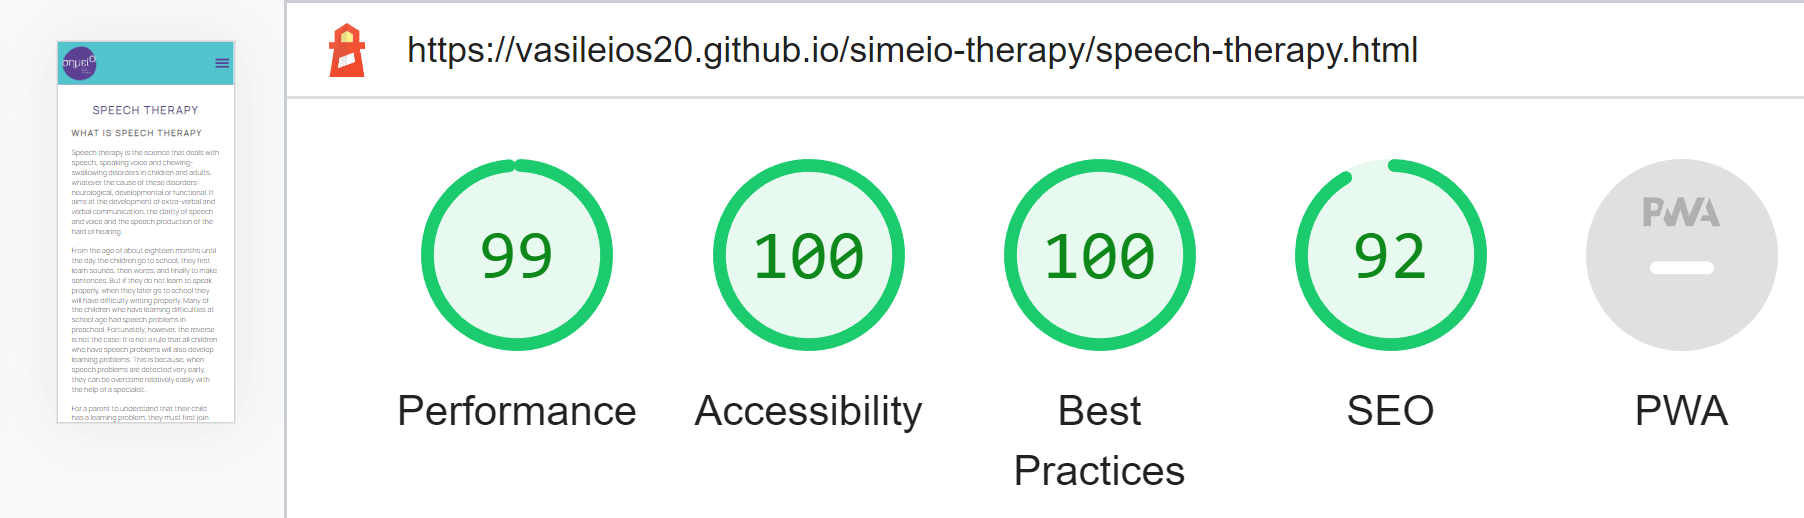 σημείο
SPEECH THERAPY
WHAT IS SPEECH THERAPY
Speech therapy is the science that deals with
speech, speaking voice and chewing-
swallowing disorders in children and adults,
whatever the cause of these disorders
neurological, developmental or functional. It
aims at the development of extra-verbal and
verbal communication, the clarity of speech
and voice and the speech production of the
hard of hearing.
From the age of about eighteen months until
the day the children go to school, they first
learn sounds, then words, and finally to make
sentences. But if they do not learn to speak
properly, when they later go to school they
will have difficulty writing properly. Many of
the children who have learning difficulties at
school age had speech problems in
preschool. Fortunately, however, the reverse
is not the case- It is not a rule that all children
who have speech problems will also develop
learning problems. This is because, when
speech problems are detected very early,
they can be overcome relatively easily with
the help of a specialist.
For a parent to understand that their child
has a learning problem, they must first join
https://vasileios20.github.io/simeio-therapy/speech-therapy.html
99
100
100
92
PWA
Performance
Accessibility
Best
Practices
SEO
PWA